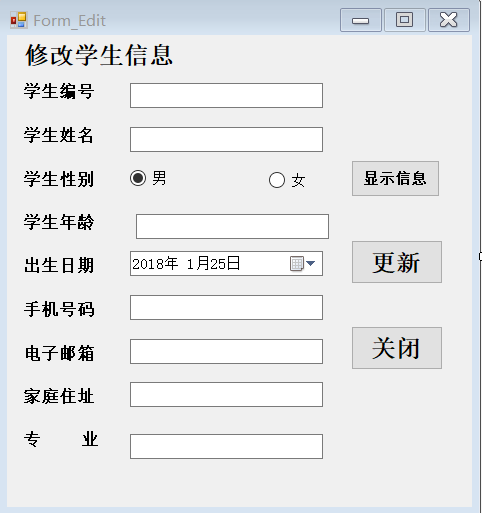 Form_Edit
修改学生信息
学生编号
学生姓名
学生性别 男 女 显示信息
学生年龄
出生日期 2018年 1月25日 更新
手机号码
电子邮箱 关闭
家庭住址
专 业